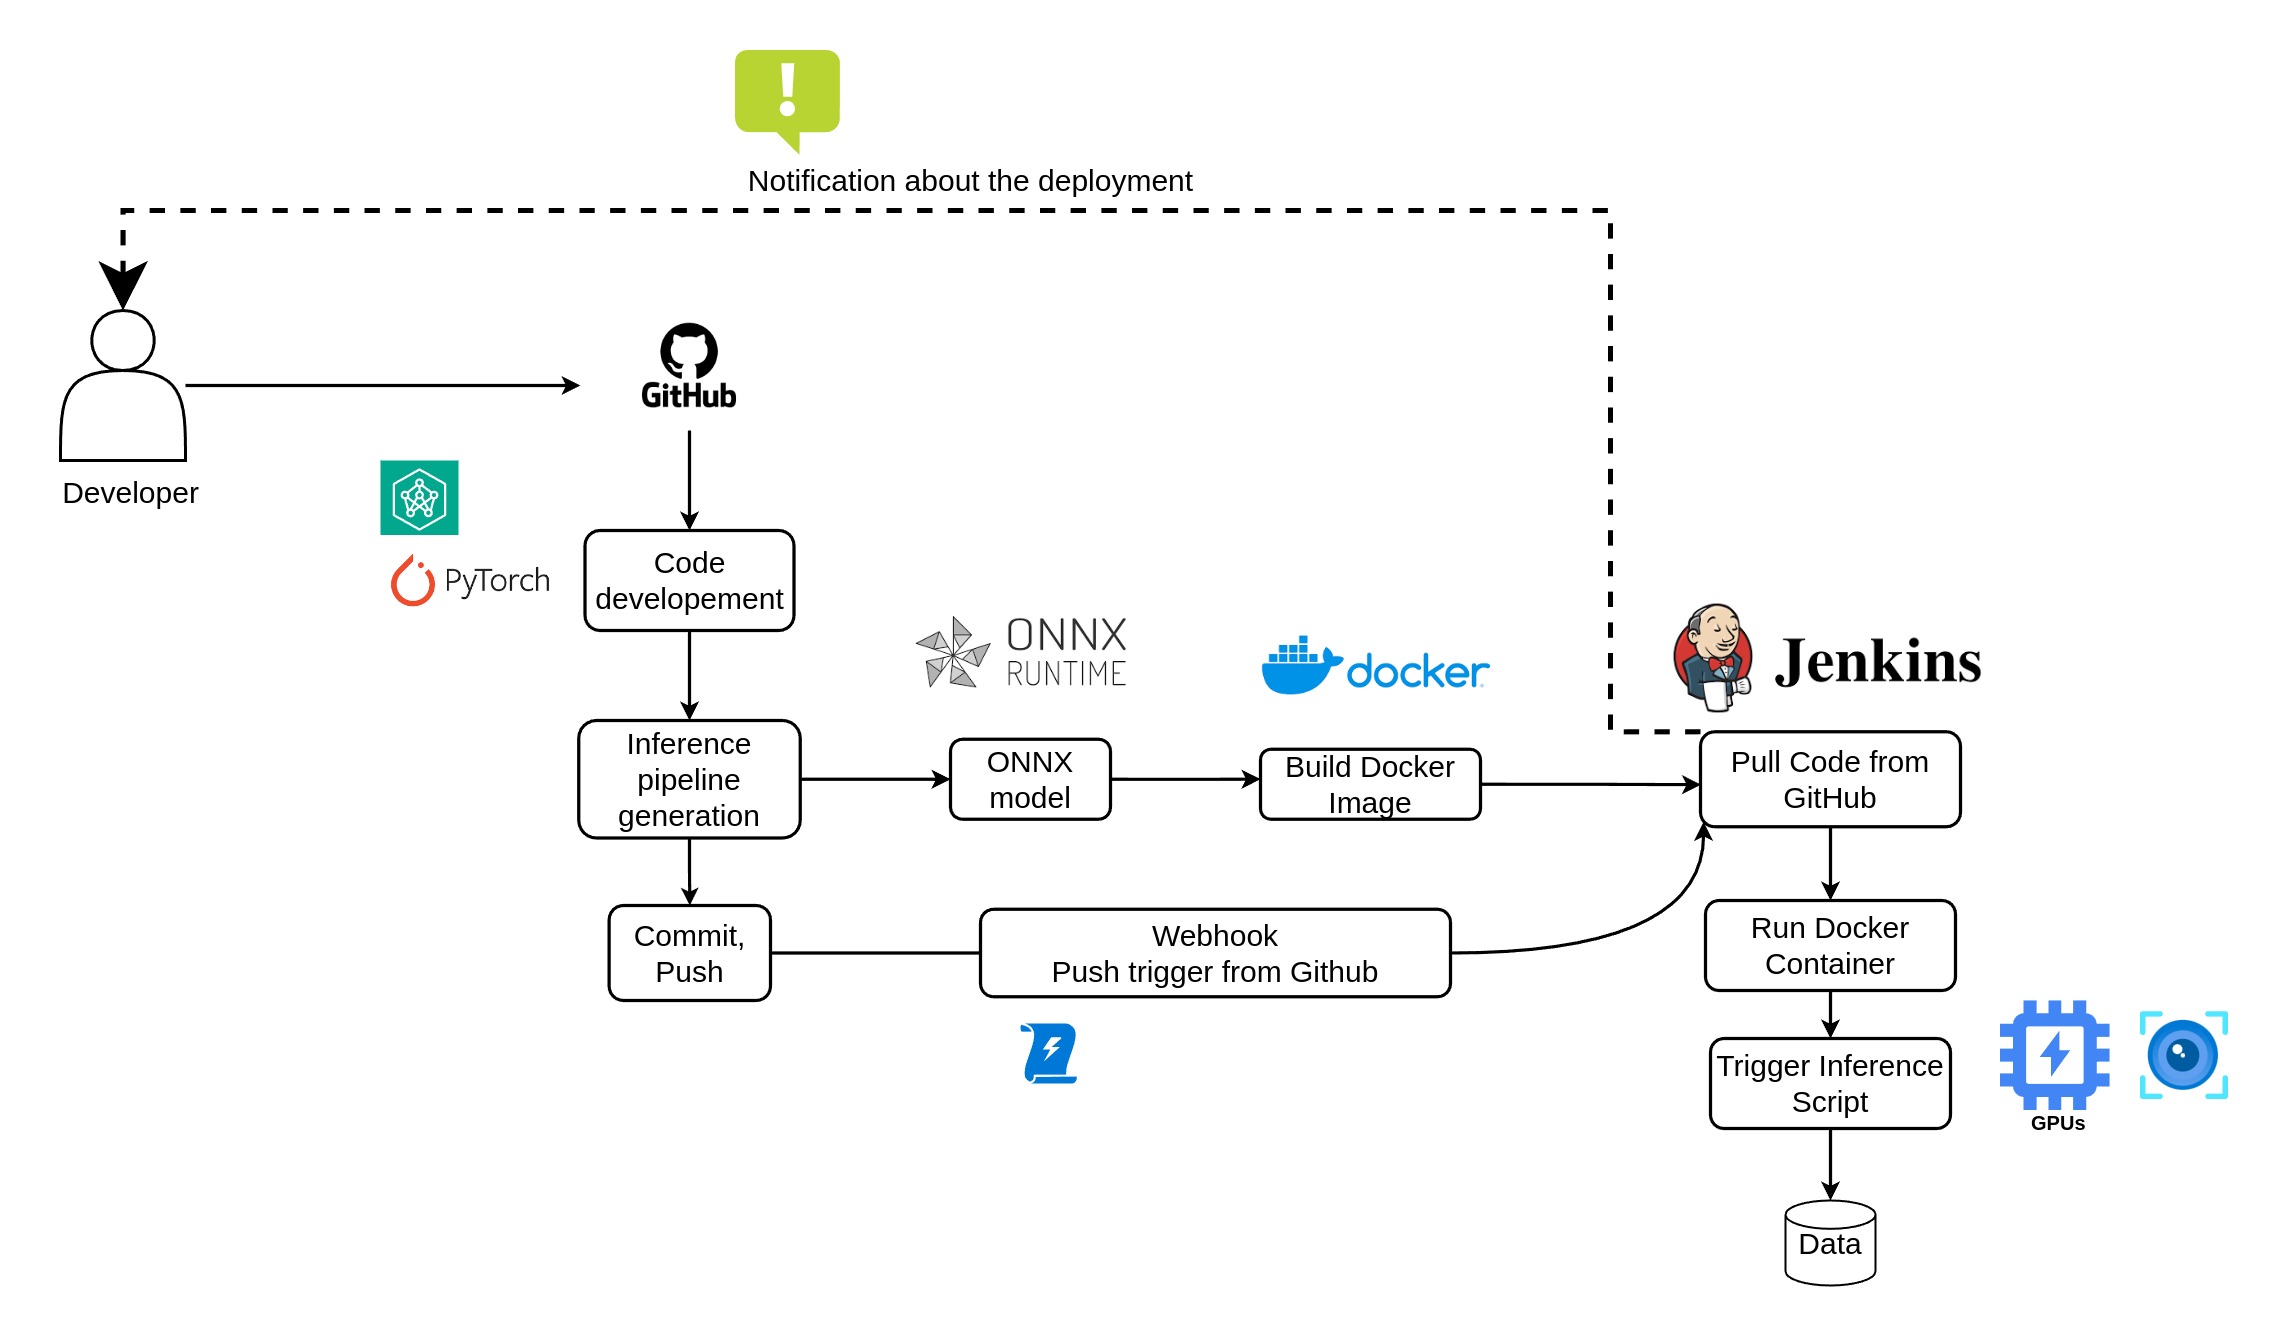 Notification about the deployment
GitHub
Developer
PyTorch
Code
developement
ONNX
RUNTIME
docker
Jenkins
Inference
pipeline
generation
ONNX
model
Build Docker
Image
Pull Code from
GitHub
Commit,
Push
Webhook
Push trigger from Github
Run Docker
Container
Trigger Inference
Script
GPUs
Data